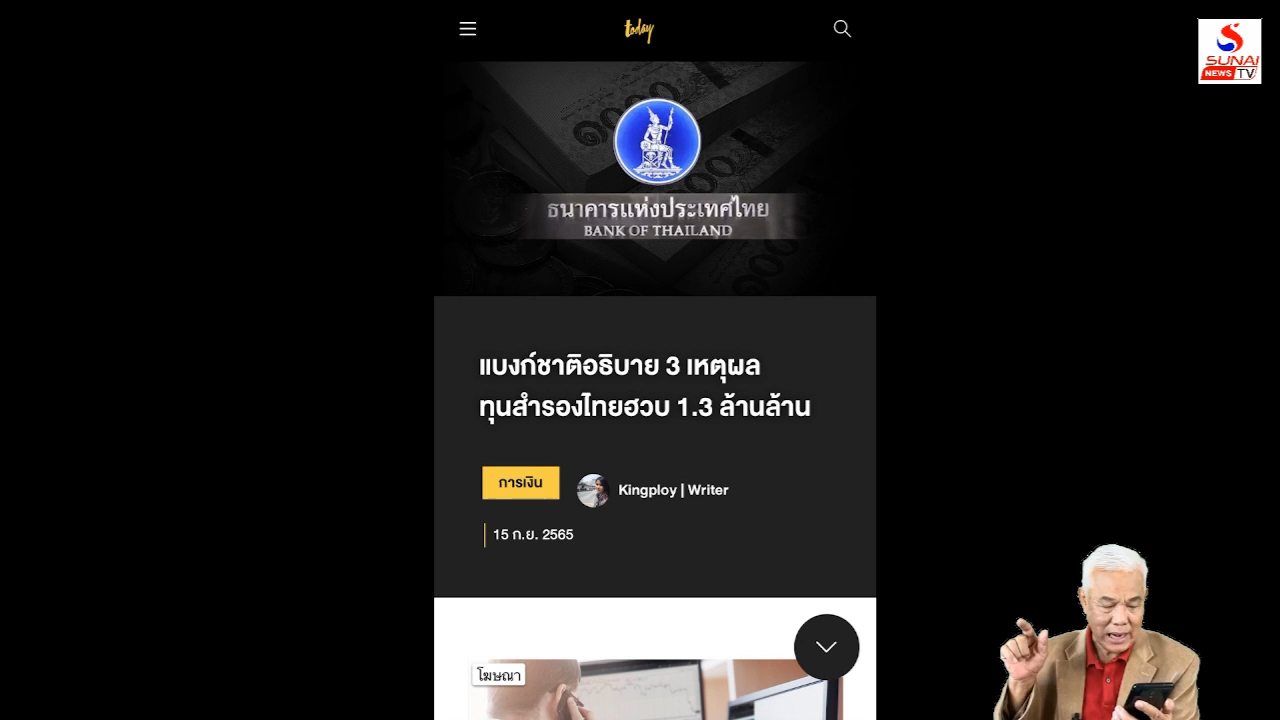 today
SUNAI
NEWS TV
ธนาคารแห่งประเทศไทย
BANK OF THAILAND
แบงก์ชาติอธิบาย 3 เหตุผล
ทุนสำรองไทยฮวบ 1.3 ล้านล้าน
การเงิน
Kingploy | Writer
15 ก.ย. 2565
โฆษณา